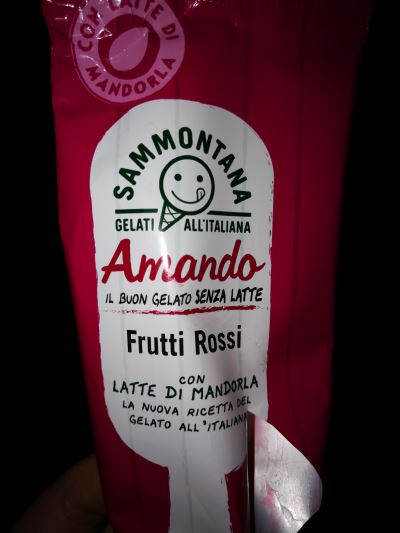 CON LATTE DI
MANDORLA
SAMMONTANA
GELATI ALL'ITALIANA
Amando
IL BUON GELATO SENZA LATTE
Frutti Rossi
CON
LATTE DI MANDORLA
LA NUOVA RICETTA DEL
GELATO ALL'ITALIANA